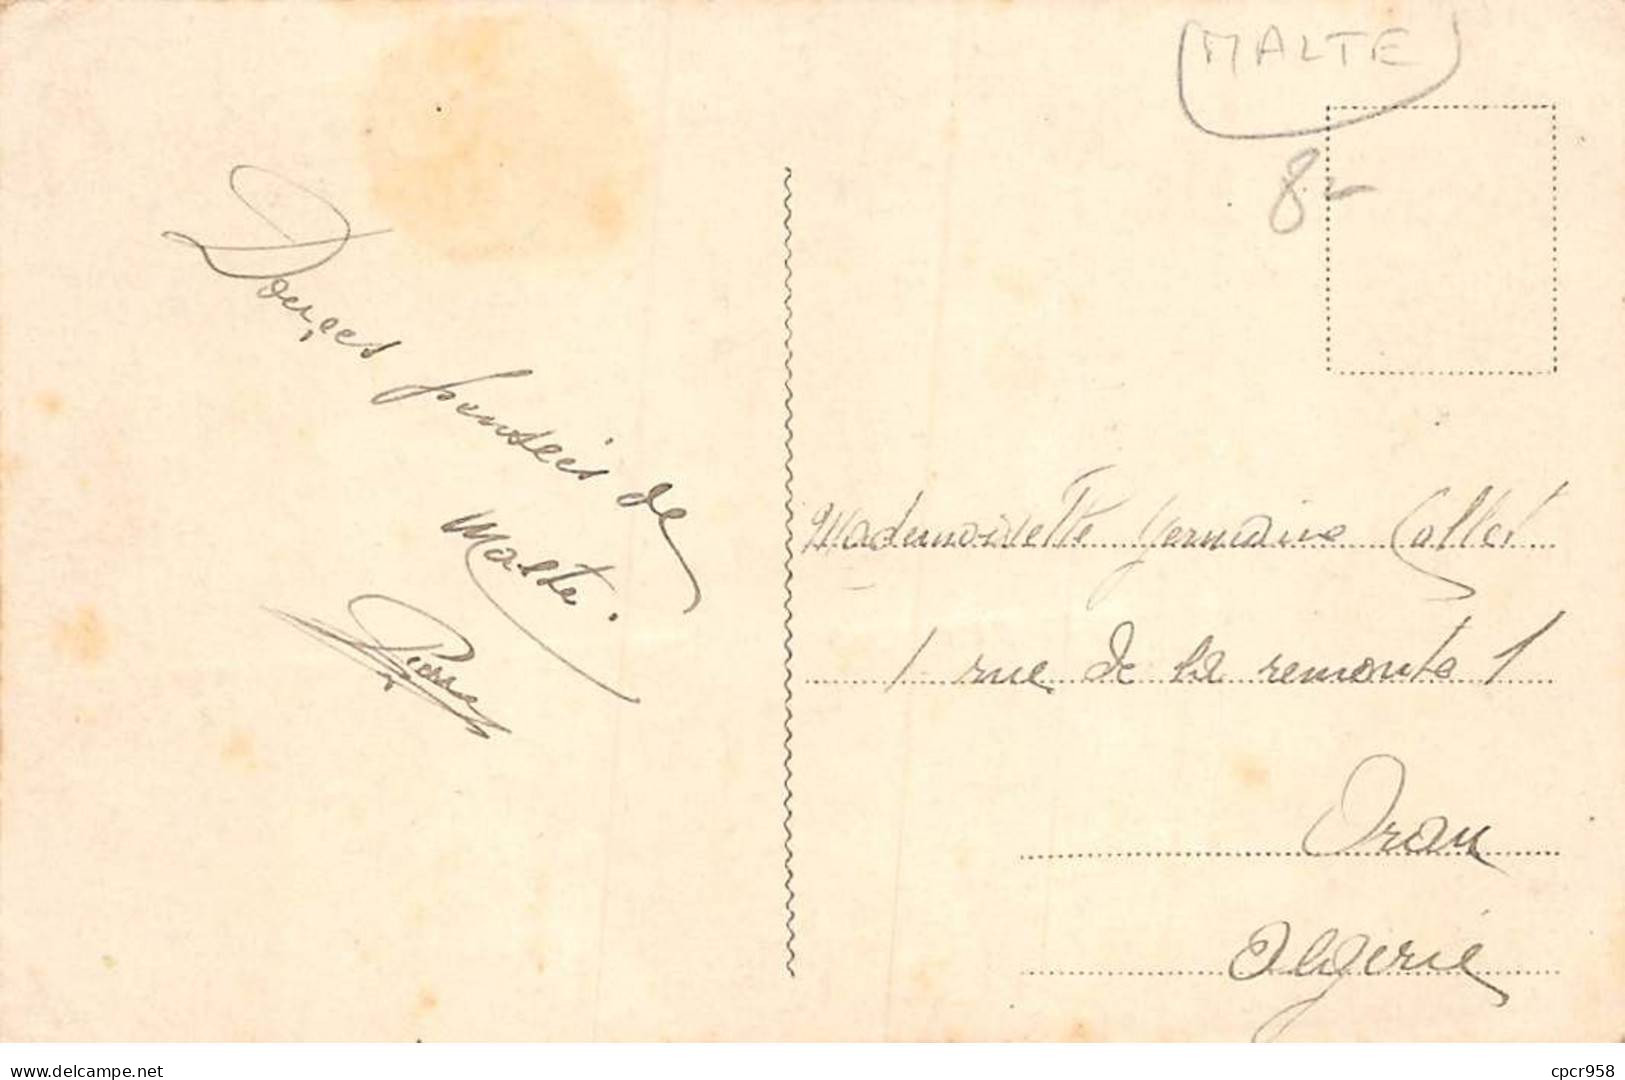 MALTE
8-
Douces pensées de
Malte.
Pierre
Mademoiselle Germaine Collet
1 rue de la remonte 1
Oran
Algérie
delcampe.net
cpcr958